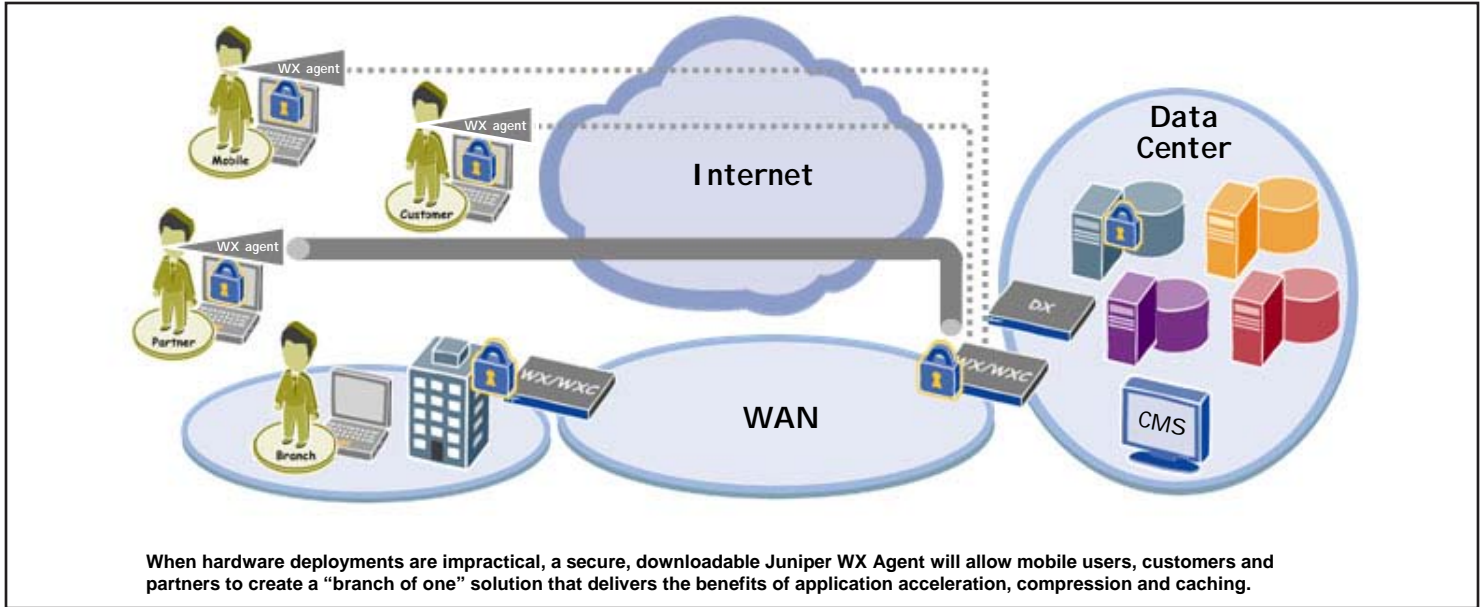 WX agent
Mobile
WX agent
Customer
Internet
Data
Center
WX agent
Partner
DX
WX/WXC
WX/WXC
WAN
Branch
CMS
When hardware deployments are impractical, a secure, downloadable Juniper WX Agent will allow mobile users, customers and
partners to create a “branch of one” solution that delivers the benefits of application acceleration, compression and caching.